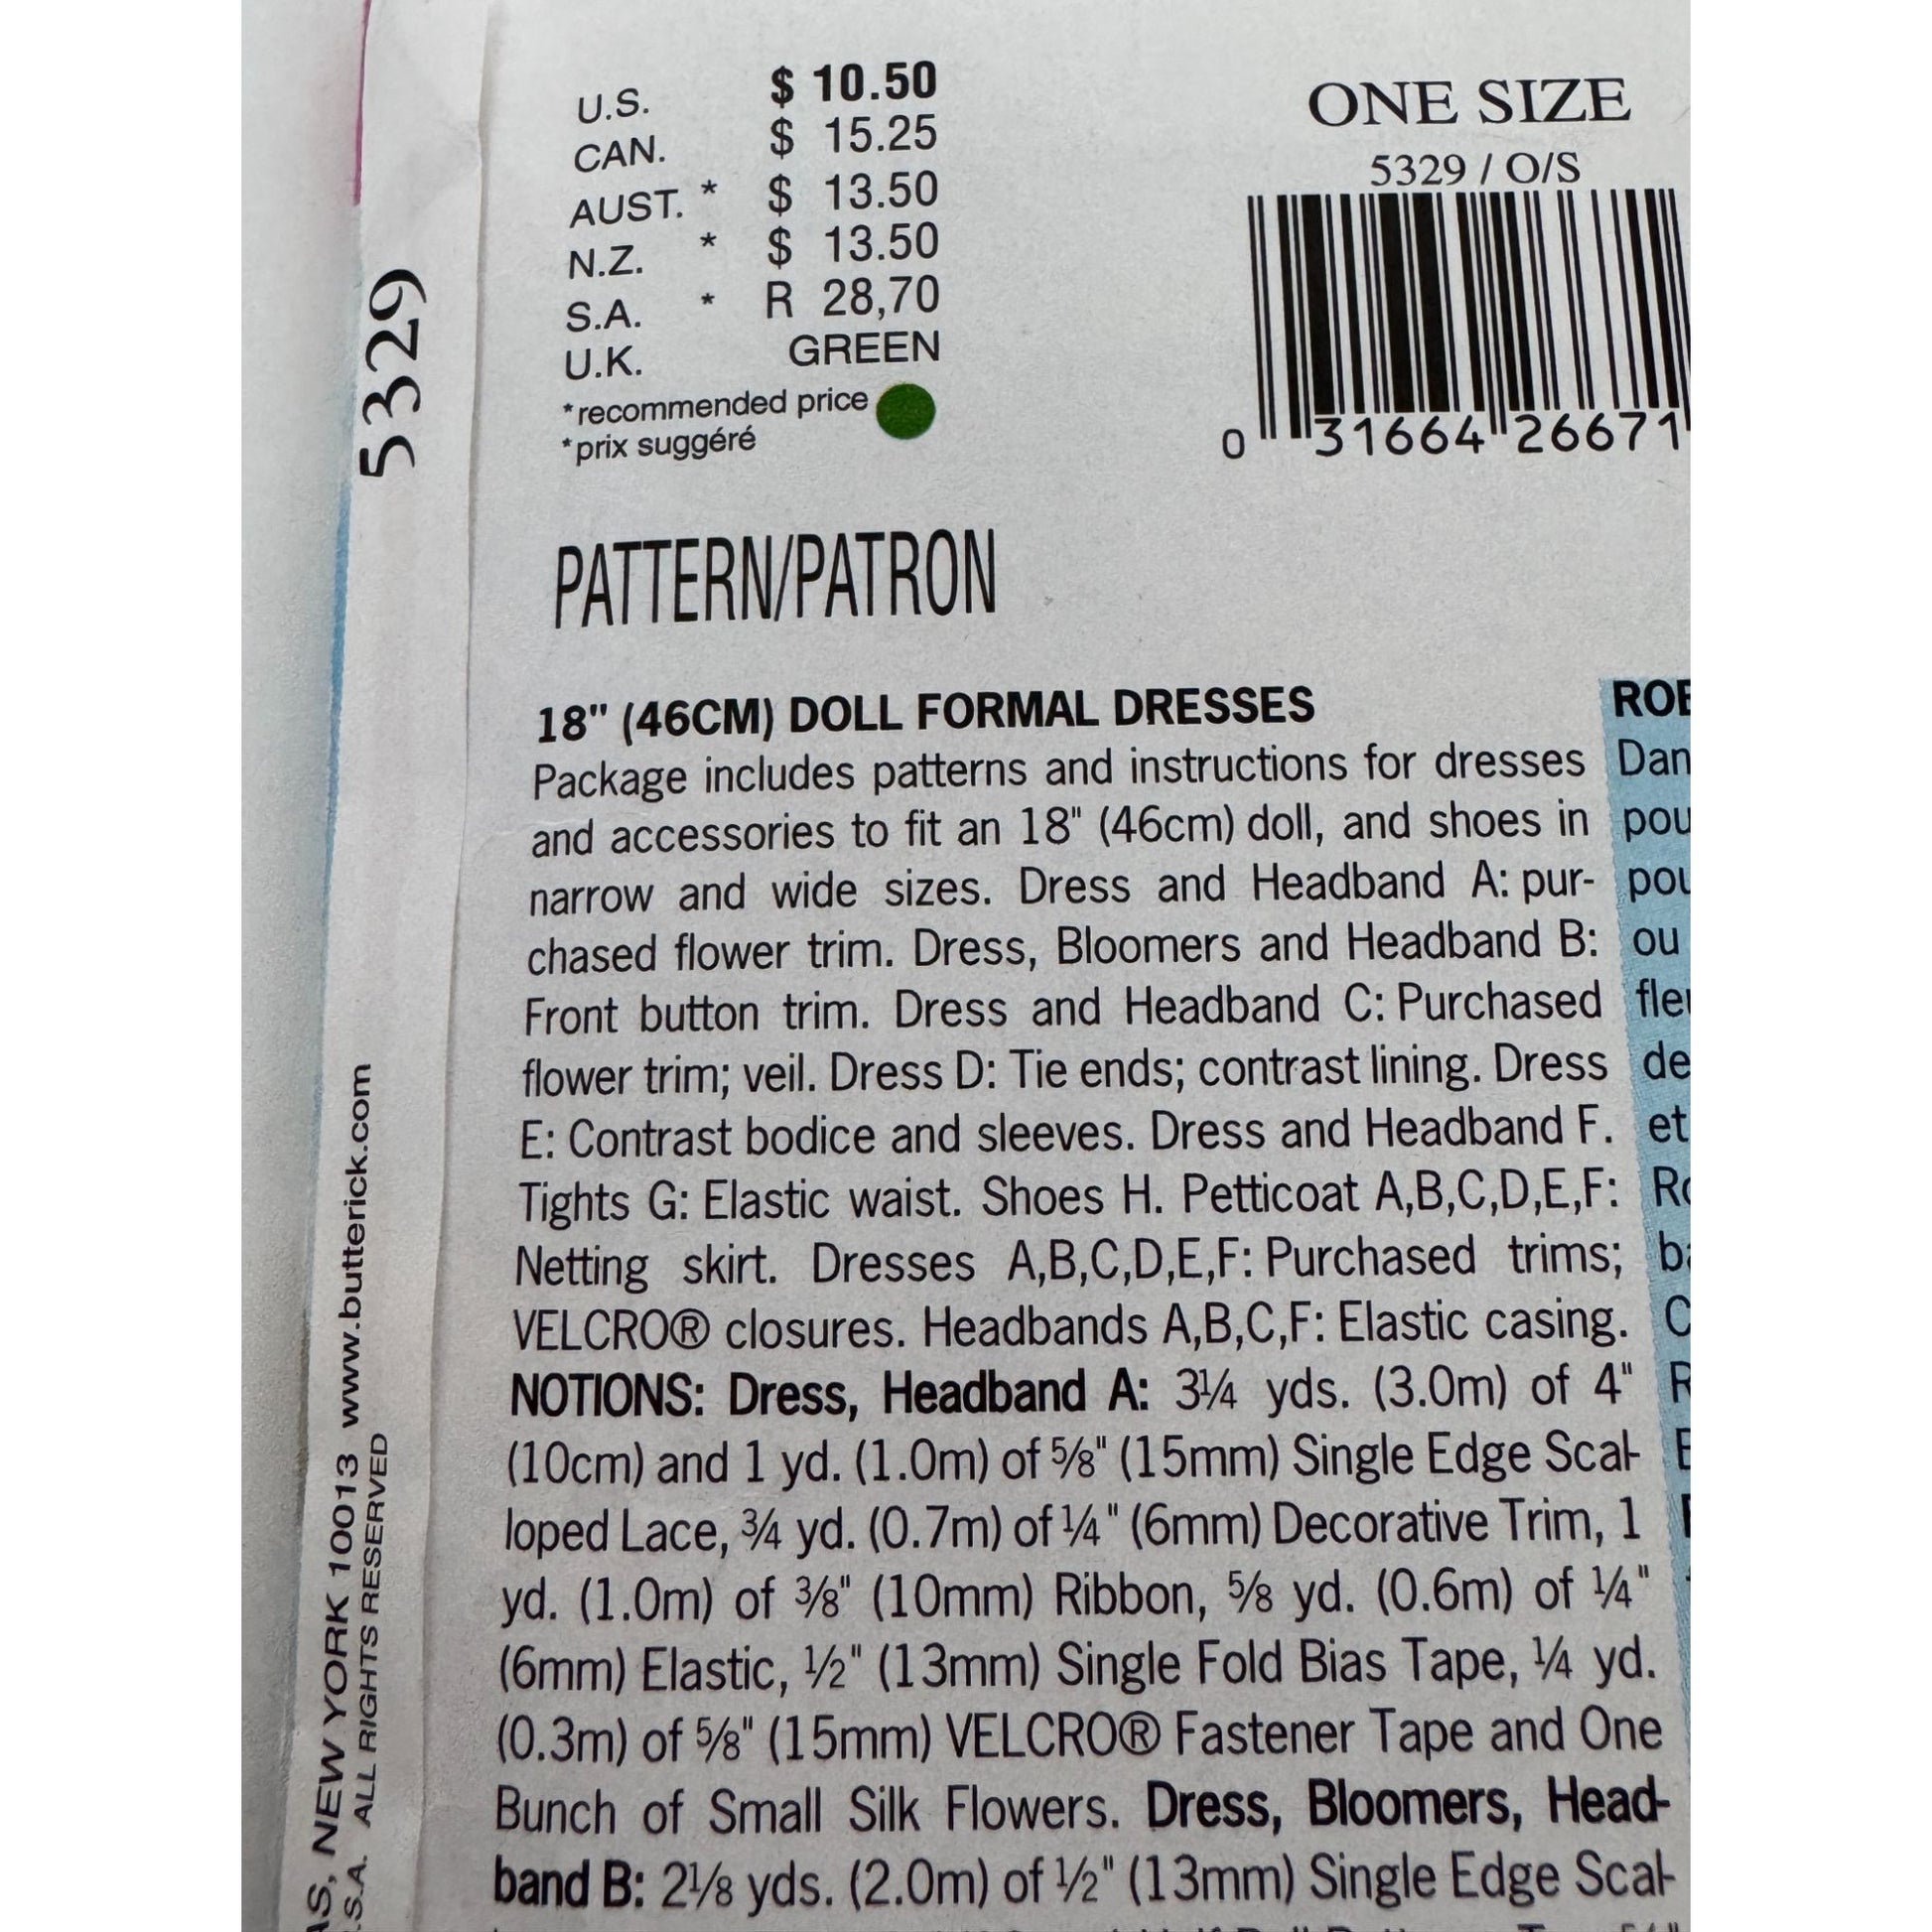 U.S. $ 10.50
CAN. $ 15.25
AUST. * $ 13.50
N.Z. * $ 13.50
S.A. * R 28,70
U.K. GREEN
*recommended price
*prix suggéré
ONE SIZE
5329 / O/S
0 31664 26671
5329
PATTERN/PATRON
18" (46CM) DOLL FORMAL DRESSES
Package includes patterns and instructions for dresses
and accessories to fit an 18" (46cm) doll, and shoes in
narrow and wide sizes. Dress and Headband A: pur-
chased flower trim. Dress, Bloomers and Headband B:
Front button trim. Dress and Headband C: Purchased
flower trim; veil. Dress D: Tie ends; contrast lining. Dress
E: Contrast bodice and sleeves. Dress and Headband F.
Tights G: Elastic waist. Shoes H. Petticoat A,B,C,D,E,F:
Netting skirt. Dresses A,B,C,D,E,F: Purchased trims;
VELCRO® closures. Headbands A,B,C,F: Elastic casing.
NOTIONS: Dress, Headband A: 3¼ yds. (3.0m) of 4"
(10cm) and 1 yd. (1.0m) of ⅝" (15mm) Single Edge Scal-
loped Lace, ¾ yd. (0.7m) of ¼" (6mm) Decorative Trim, 1
yd. (1.0m) of ⅜" (10mm) Ribbon, ⅝ yd. (0.6m) of ¼"
(6mm) Elastic, ½" (13mm) Single Fold Bias Tape, ¼ yd.
(0.3m) of ⅝" (15mm) VELCRO® Fastener Tape and One
Bunch of Small Silk Flowers. Dress, Bloomers, Head-
band B: 2⅛ yds. (2.0m) of ½" (13mm) Single Edge Scal-
ou
de
et
NEW YORK 10013 www.butterick.com
ALL RIGHTS RESERVED